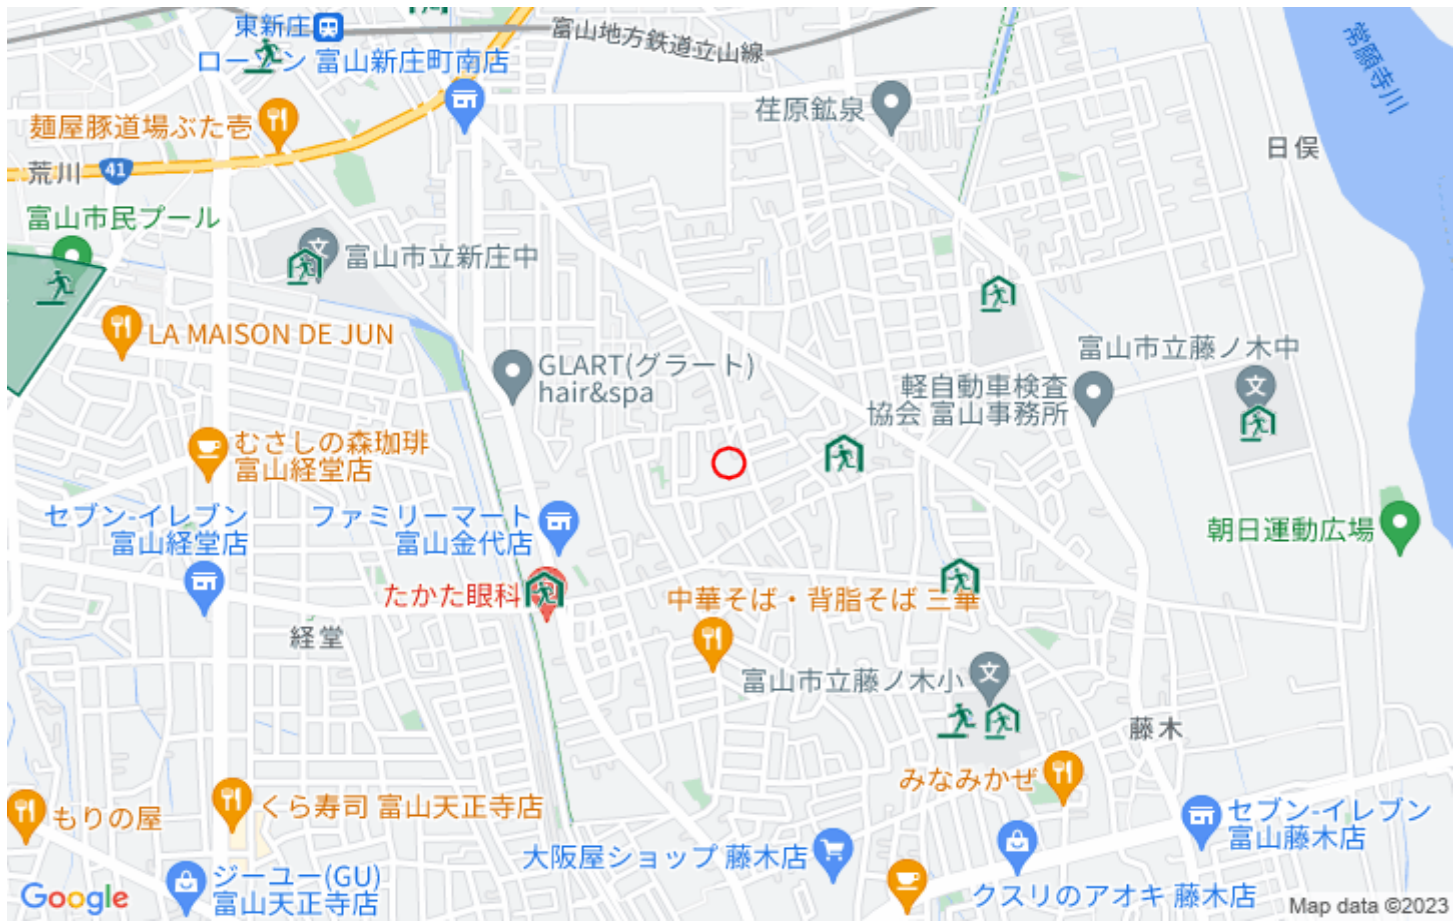 東新庄
ローソン 富山新庄町南店
富山地方鉄道立山線
常願寺川
麺屋豚道場ぶた壱
荏原鉱泉
日俣
荒川
41
富山市民プール
文
富山市立新庄中
LA MAISON DE JUN
GLART(グラート)
hair&spa
富山市立藤ノ木中
文
軽自動車検査
協会 富山事務所
むさしの森珈琲
富山経堂店
セブン-イレブン
富山経堂店
ファミリーマート
富山金代店
朝日運動広場
たかた眼科
中華そば・背脂そば 三華
経堂
富山市立藤ノ木小
文
藤木
みなみかぜ
もりの屋
くら寿司 富山天正寺店
セブン-イレブン
富山藤木店
大阪屋ショップ 藤木店
ジーユー(GU)
富山天正寺店
クスリのアオキ 藤木店
Google
Map data ©2023